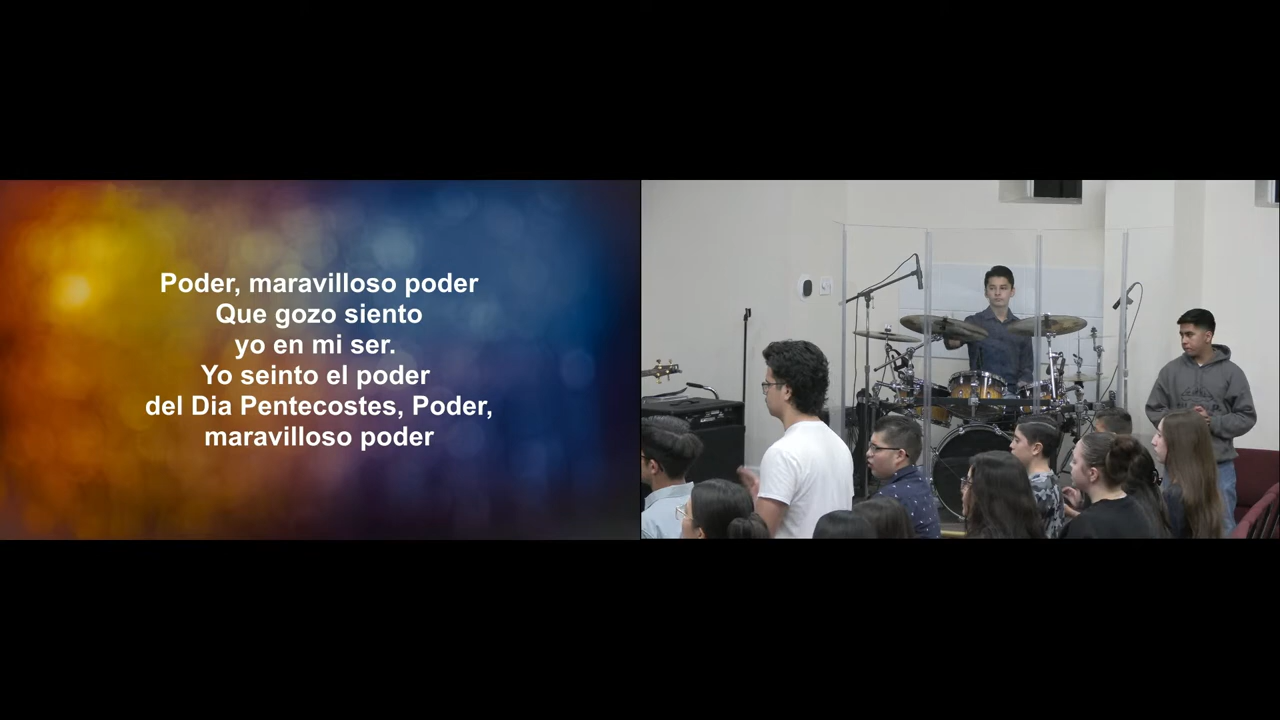 Poder, maravilloso poder
Que gozo siento
yo en mi ser.
Yo seinto el poder
del Dia Pentecostes, Poder,
maravilloso poder